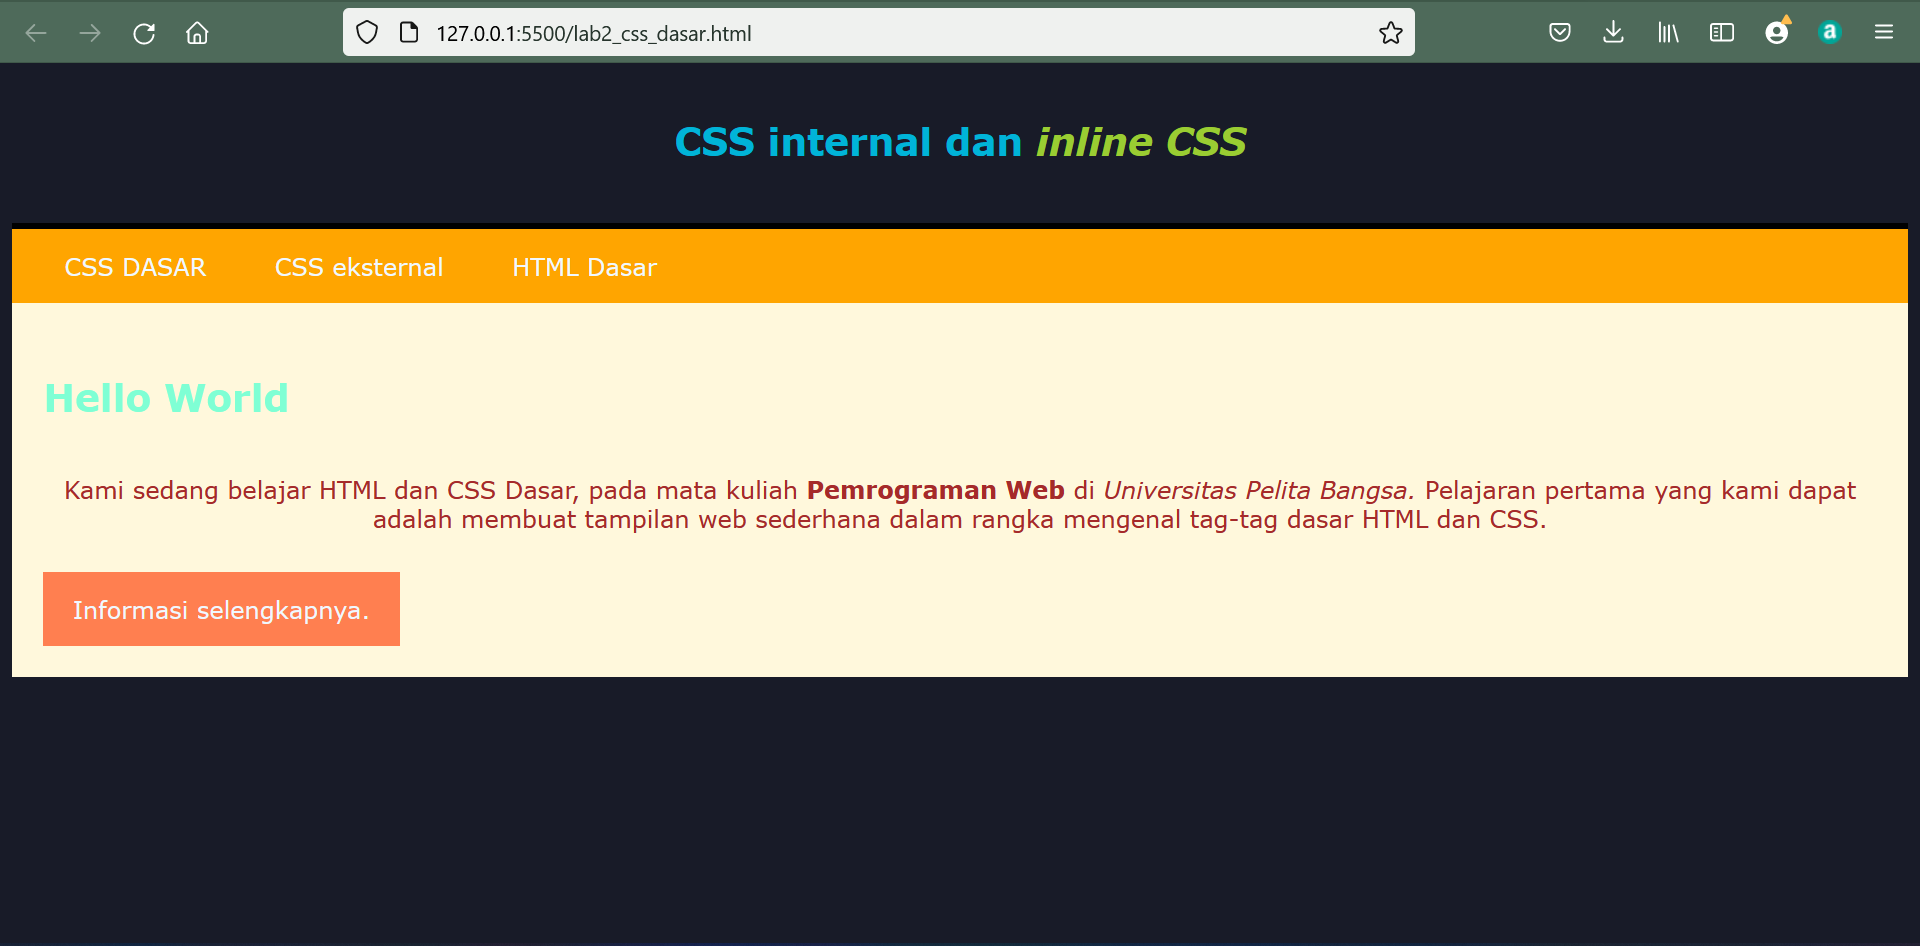 127.0.0.1:5500/lab2_css_dasar.html
a
CSS internal dan inline CSS
CSS DASAR CSS eksternal HTML Dasar
Hello World
Kami sedang belajar HTML dan CSS Dasar, pada mata kuliah Pemrograman Web di Universitas Pelita Bangsa. Pelajaran pertama yang kami dapat
adalah membuat tampilan web sederhana dalam rangka mengenal tag-tag dasar HTML dan CSS.
Informasi selengkapnya.